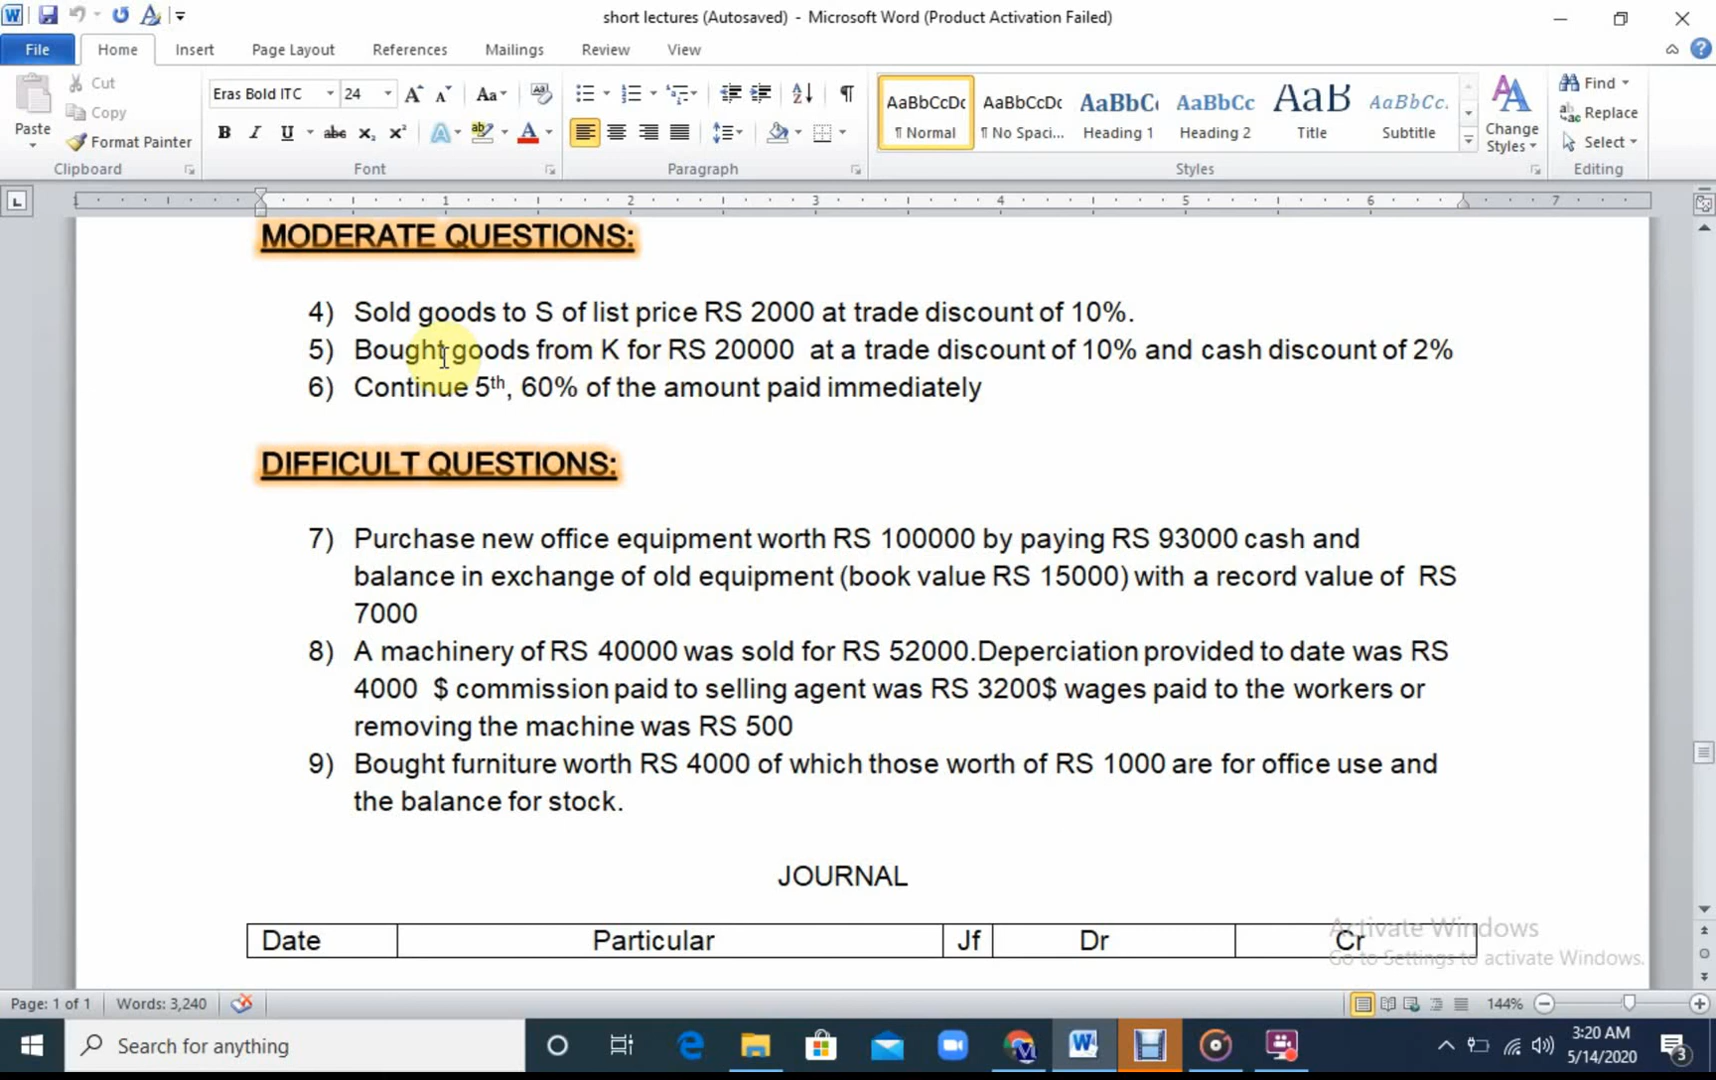 short lectures (Autosaved) - Microsoft Word (Product Activation Failed)
File Home Insert Page Layout References Mailings Review View
Paste
Cut
Copy
Format Painter
Clipboard
Eras Bold ITC 24
Font
Paragraph
AaBbCcDc AaBbCcDc AaBbC AaBbCc AaB AaBbCc.
¶ Normal ¶ No Spaci... Heading 1 Heading 2 Title Subtitle
Change Styles
Styles
Find
Replace
Select
Editing
1 1 2 3 4 5 6 7
MODERATE QUESTIONS:
4) Sold goods to S of list price RS 2000 at trade discount of 10%.
5) Bought goods from K for RS 20000 at a trade discount of 10% and cash discount of 2%
6) Continue 5th, 60% of the amount paid immediately
DIFFICULT QUESTIONS:
7) Purchase new office equipment worth RS 100000 by paying RS 93000 cash and
balance in exchange of old equipment (book value RS 15000) with a record value of RS
7000
8) A machinery of RS 40000 was sold for RS 52000.Deperciation provided to date was RS
4000 $ commission paid to selling agent was RS 3200$ wages paid to the workers or
removing the machine was RS 500
9) Bought furniture worth RS 4000 of which those worth of RS 1000 are for office use and
the balance for stock.
JOURNAL
Date Particular Jf Dr Cr
Activate Windows
Go to Settings to activate Windows.
Page: 1 of 1 Words: 3,240 144%
Search for anything
3:20 AM
5/14/2020
3